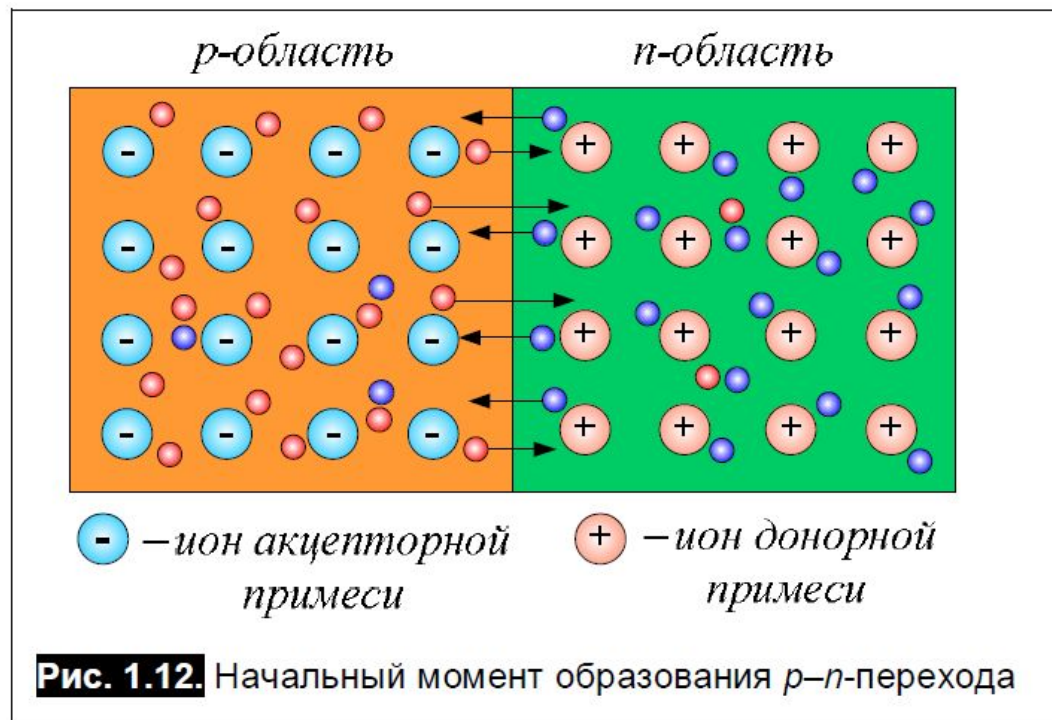 p-область n-область
- - - - + + + +
- - - - + + + +
- - - - + + + +
- - - - + + + +
- –ион акцепторной + –ион донорной
примеси примеси
Рис. 1.12. Начальный момент образования p–n-перехода